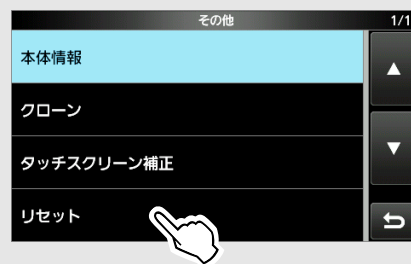 その他
1/1
本体情報
クローン
タッチスクリーン補正
リセット